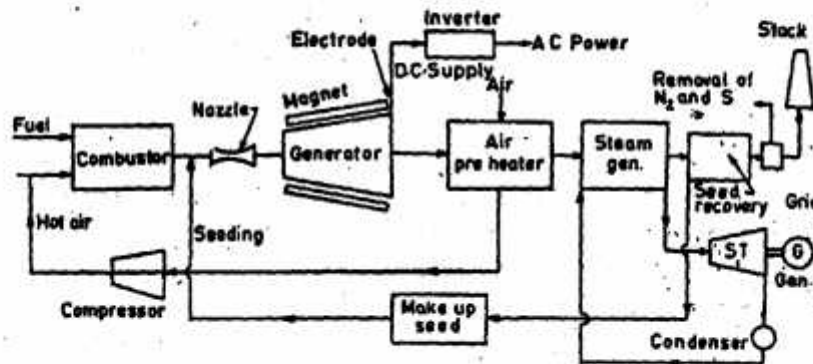 Inverter
Electrode
AC Power
Stack
D.C. Supply
Air
Removal of
N2 and S
Magnet
Nozzle
Fuel
Combustor
Generator
Air
pre heater
Steam
gen.
Seed
recovery
Hot air
Seeding
ST
G
Gen.
Compressor
Make up
seed
Condenser